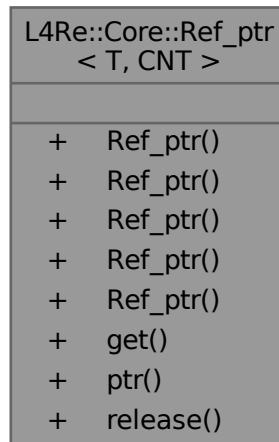 L4Re::Core::Ref_ptr
< T, CNT >
+ Ref_ptr()
+ Ref_ptr()
+ Ref_ptr()
+ Ref_ptr()
+ Ref_ptr()
+ get()
+ ptr()
+ release()